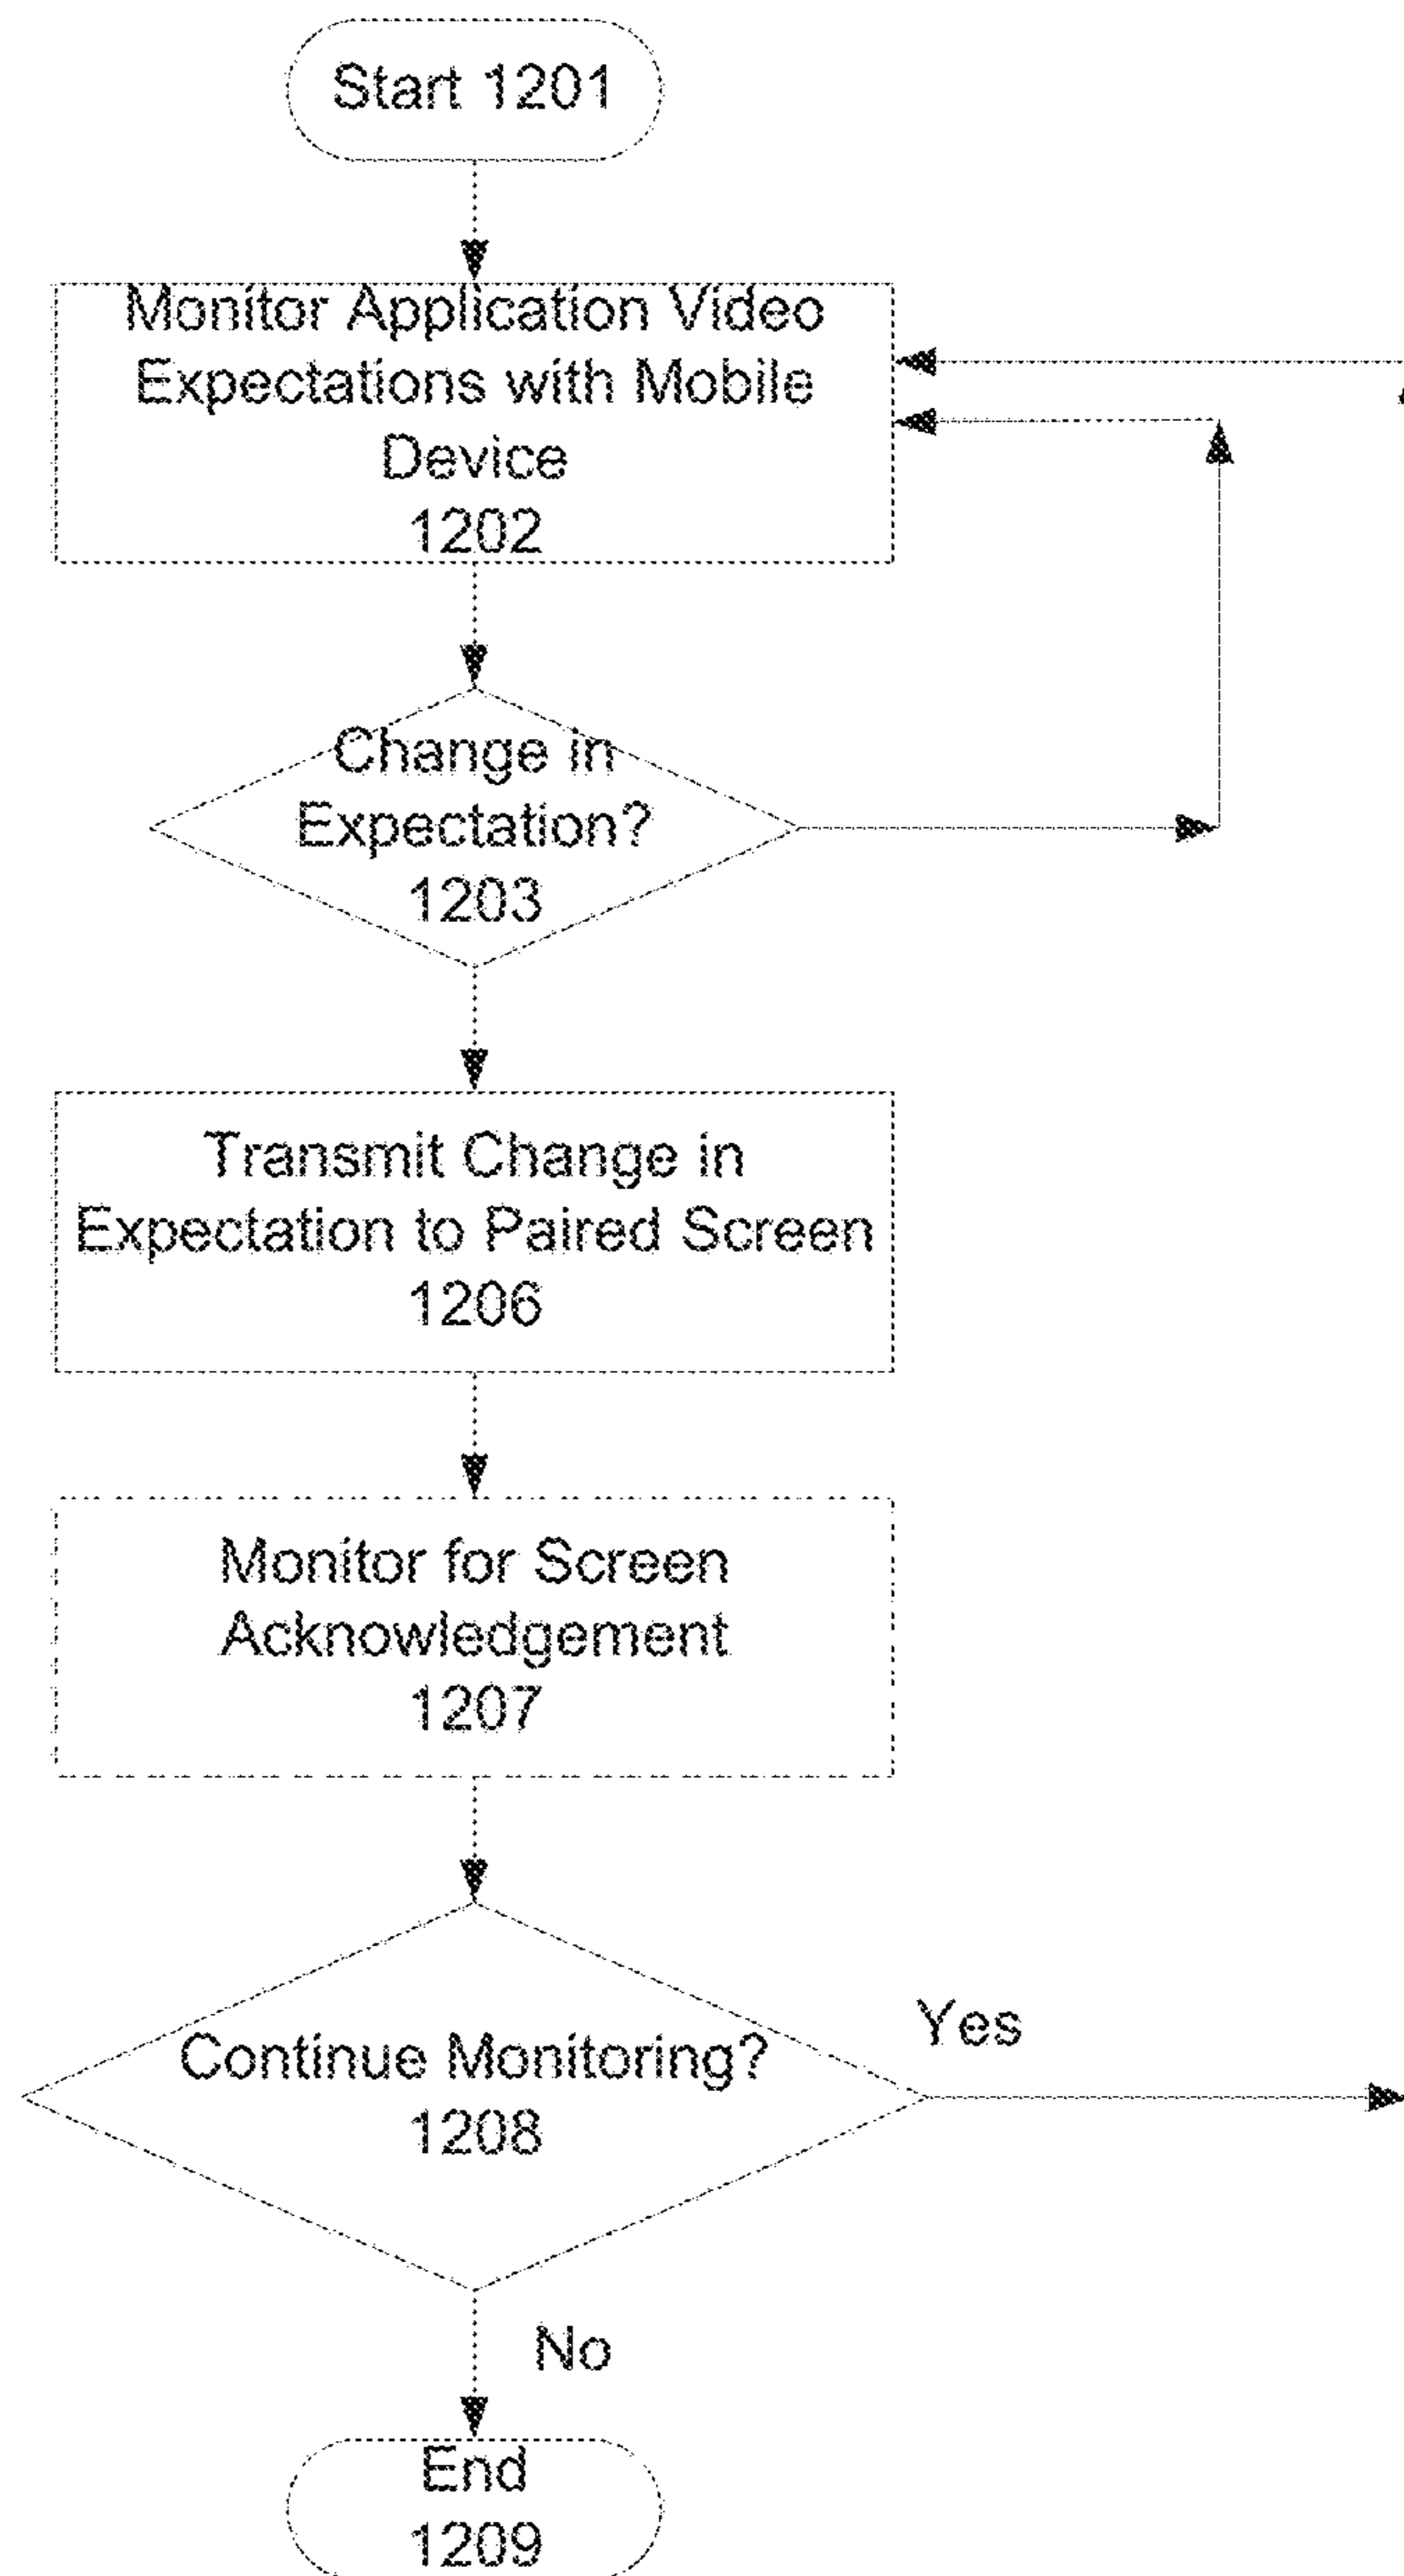 Start 1201
Monitor Application Video
Expectations with Mobile
Device
1202
Change in
Expectation?
1203
Transmit Change in
Expectation to Paired Screen
1206
Monitor for Screen
Acknowledgement
1207
Continue Monitoring?
1208
Yes
No
End
1209